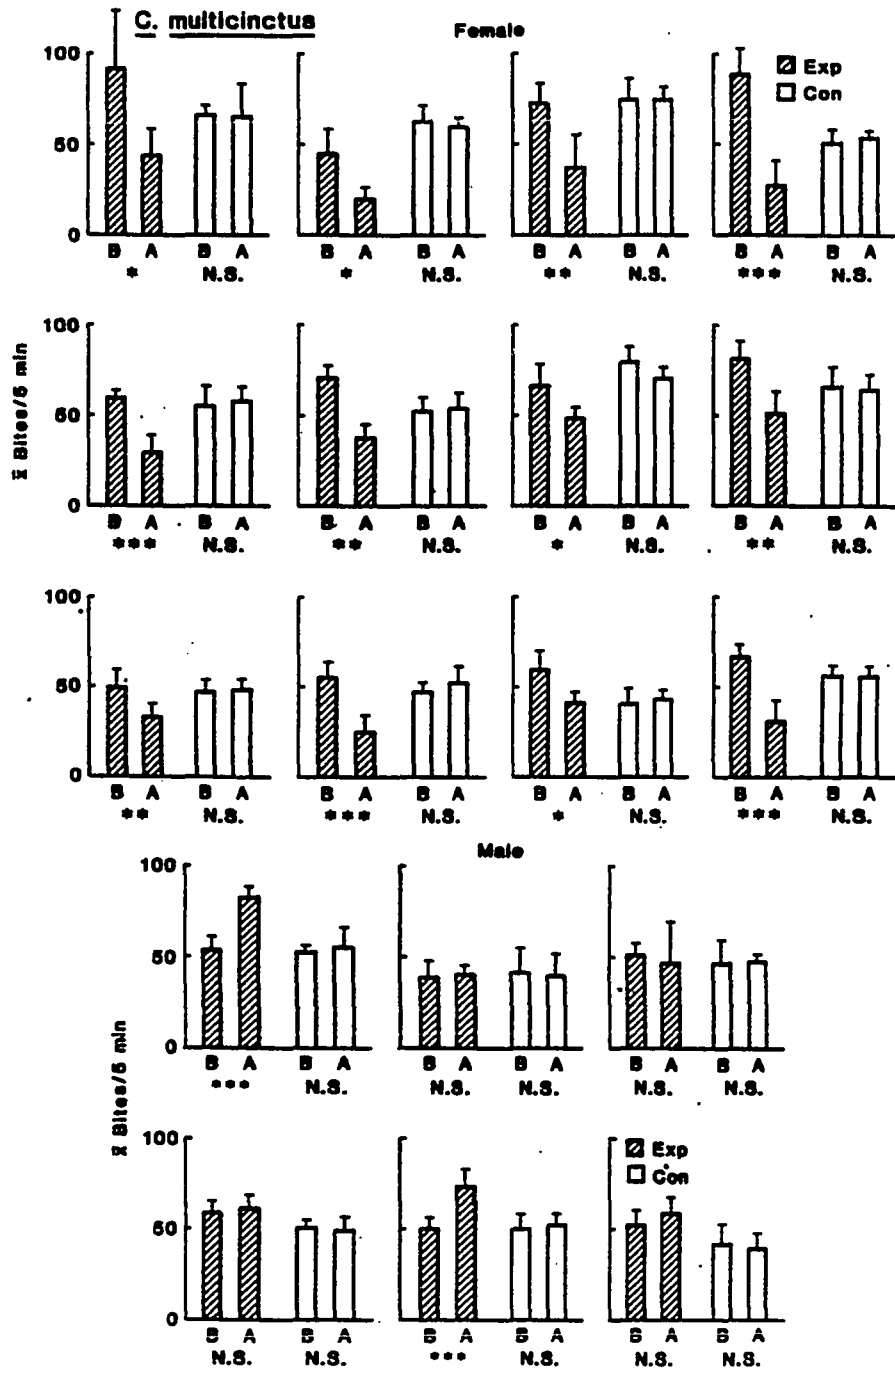 C. multicinctus
Female
100
50
0
Exp
Con
B A B A B A B A B A B A B A B A
* N.S. * N.S. ** N.S. *** N.S.
x̄ Bites/5 min
100
50
0
B A B A B A B A B A B A B A B A
*** N.S. ** N.S. * N.S. ** N.S.
100
50
0
B A B A B A B A B A B A B A B A
** N.S. *** N.S. * N.S. *** N.S.
Male
x̄ Bites/5 min
100
50
0
B A B A B A B A B A B A
*** N.S. N.S. N.S. N.S. N.S.
100
50
0
Exp
Con
B A B A B A B A B A B A
N.S. N.S. *** N.S. N.S. N.S.